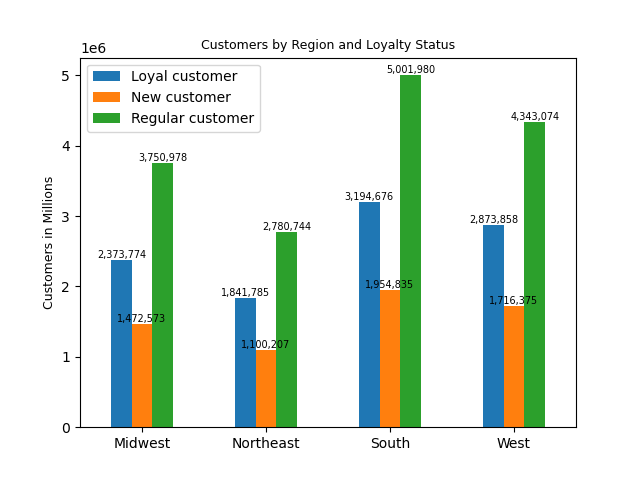 Customers by Region and Loyalty Status
1e6
Loyal customer
New customer
Regular customer
Customers in Millions
5
4
3
2
1
0
2,373,774
1,472,573
3,750,978
1,841,785
1,100,207
2,780,744
3,194,676
1,954,835
5,001,980
2,873,858
1,716,375
4,343,074
Midwest
Northeast
South
West